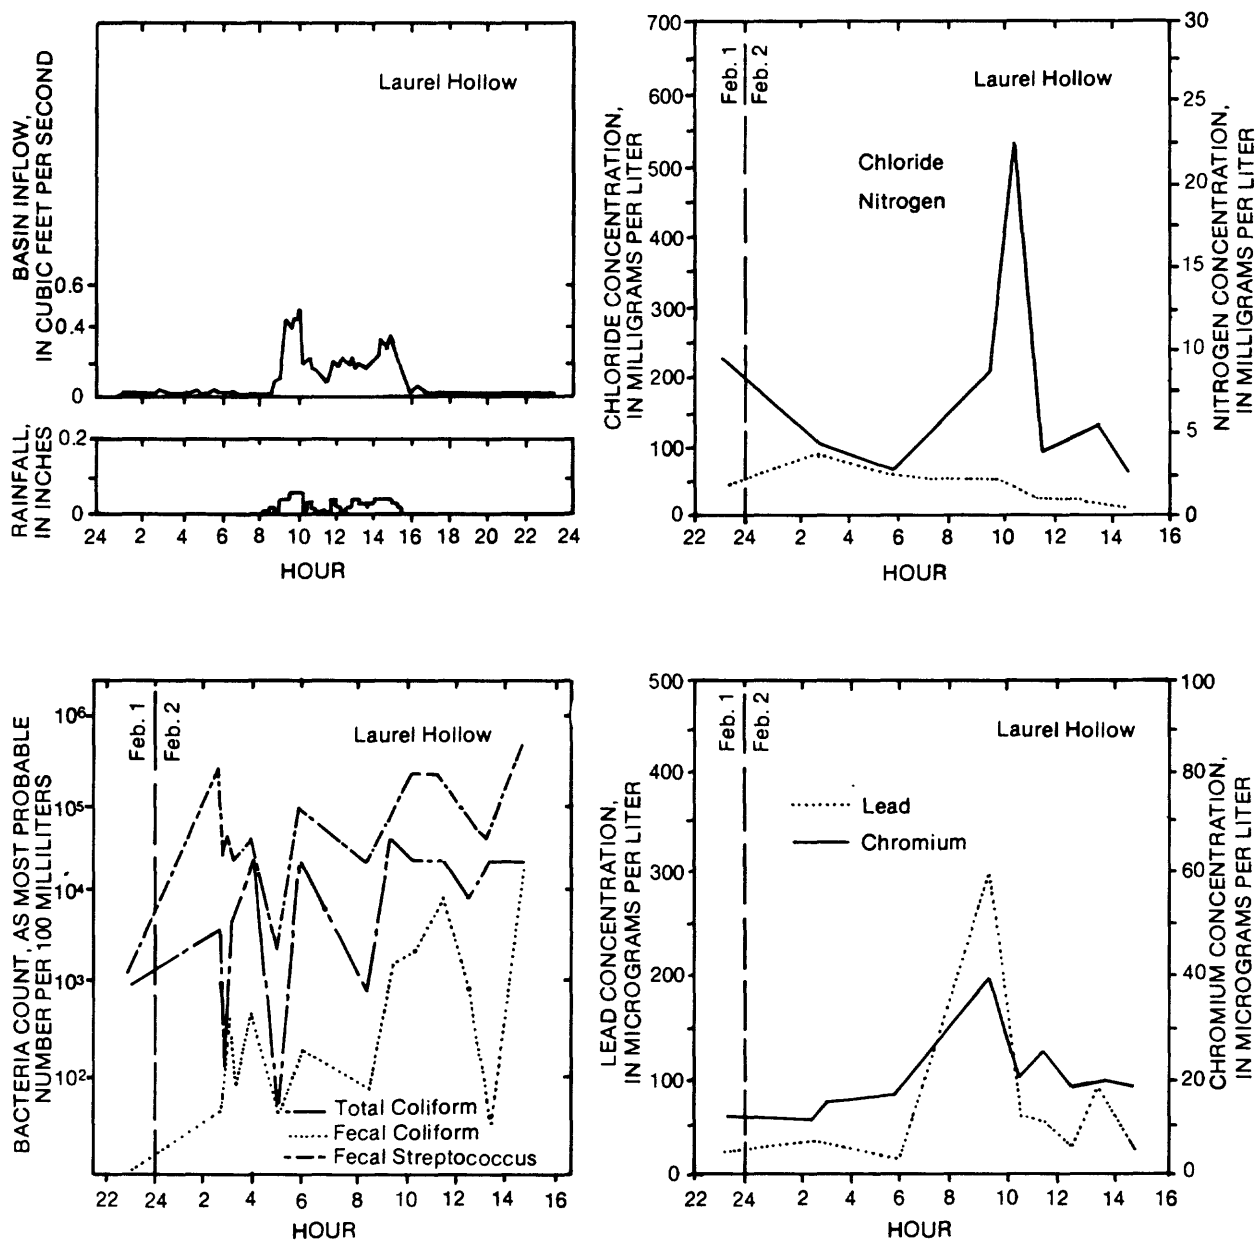 Laurel Hollow
BASIN INFLOW,
IN CUBIC FEET PER SECOND
0.6
0.4
0
RAINFALL,
IN INCHES
0.2
0
24 2 4 6 8 10 12 14 16 18 20 22 24
HOUR
Feb. 1
Feb. 2
Laurel Hollow
Chloride
Nitrogen
CHLORIDE CONCENTRATION,
IN MILLIGRAMS PER LITER
700
600
500
400
300
200
100
0
NITROGEN CONCENTRATION,
IN MILLIGRAMS PER LITER
30
25
20
15
10
5
0
22 24 2 4 6 8 10 12 14 16
HOUR
Feb. 1
Feb. 2
Laurel Hollow
BACTERIA COUNT, AS MOST PROBABLE
NUMBER PER 100 MILLILITERS
10⁶
10⁵
10⁴
10³
10²
Total Coliform
Fecal Coliform
Fecal Streptococcus
22 24 2 4 6 8 10 12 14 16
HOUR
Feb. 1
Feb. 2
Laurel Hollow
Lead
Chromium
LEAD CONCENTRATION,
IN MICROGRAMS PER LITER
500
400
300
200
100
0
CHROMIUM CONCENTRATION,
IN MICROGRAMS PER LITER
100
80
60
40
20
0
22 24 2 4 6 8 10 12 14 16
HOUR